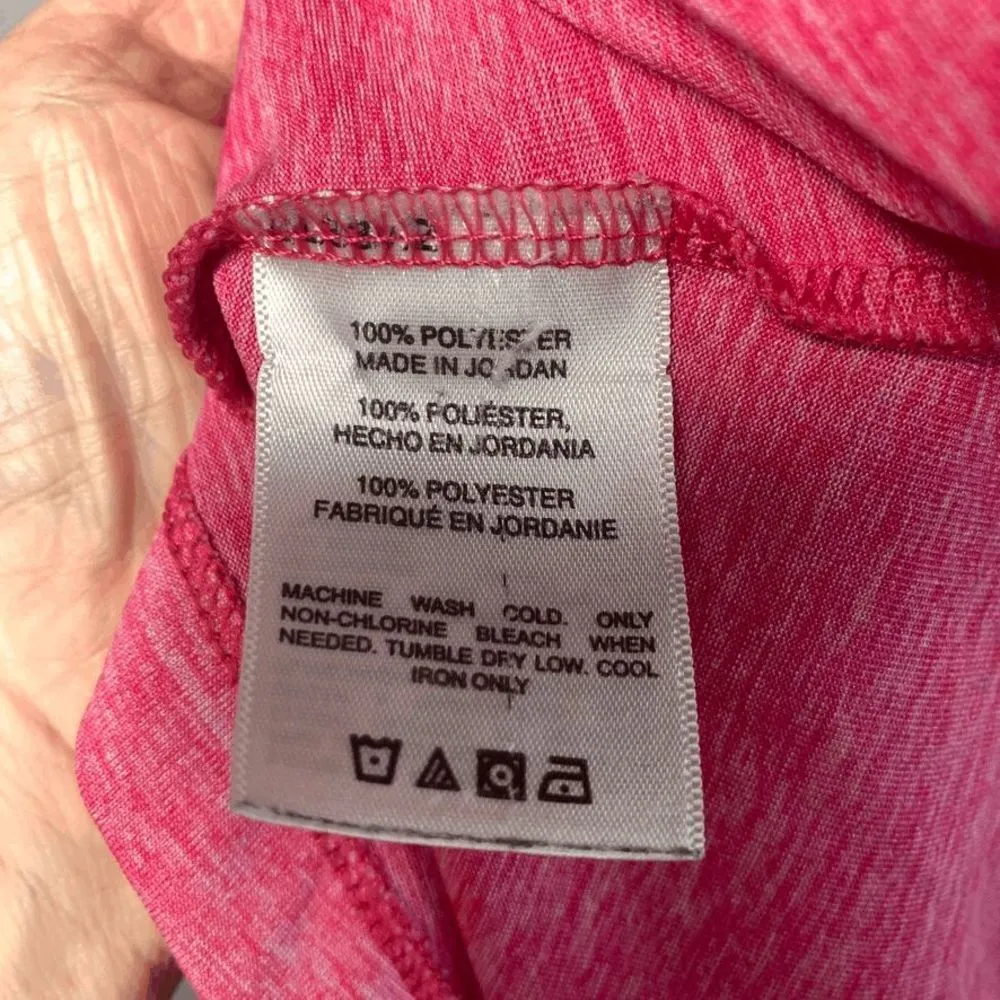 100% POLYESTER
MADE IN JORDAN
100% POLIÉSTER,
HECHO EN JORDANIA
100% POLYESTER
FABRIQUÉ EN JORDANIE
MACHINE WASH COLD. ONLY
NON-CHLORINE BLEACH WHEN
NEEDED. TUMBLE DRY LOW. COOL
IRON ONLY